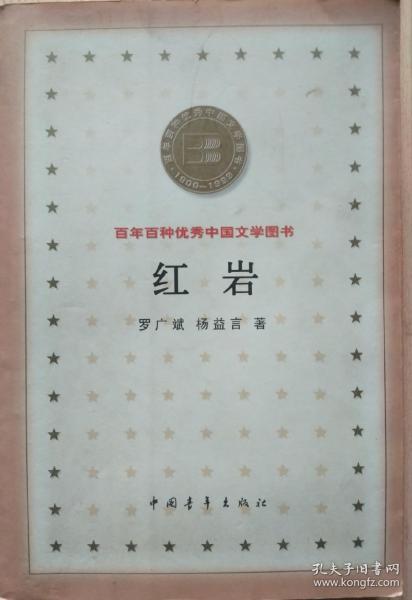 百年百种优秀中国文学图书
1900-1999
百年百种优秀中国文学图书
红岩
罗广斌 杨益言 著
中国青年出版社
孔夫子旧书网
www.kongfz.com